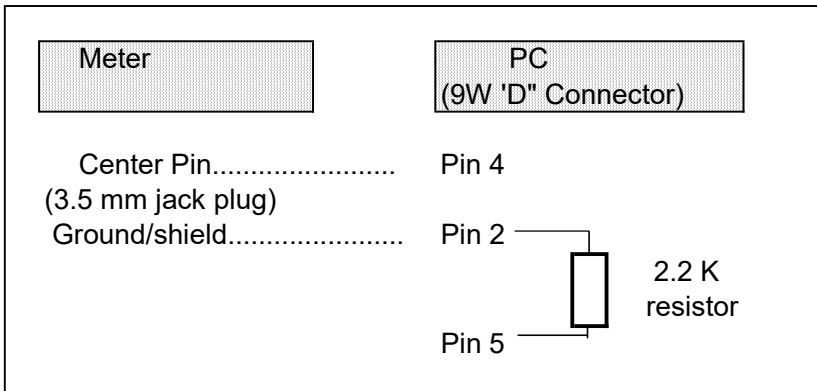 Meter
PC
(9W 'D" Connector)
Center Pin........................ Pin 4
(3.5 mm jack plug)
Ground/shield....................... Pin 2
2.2 K
resistor
Pin 5